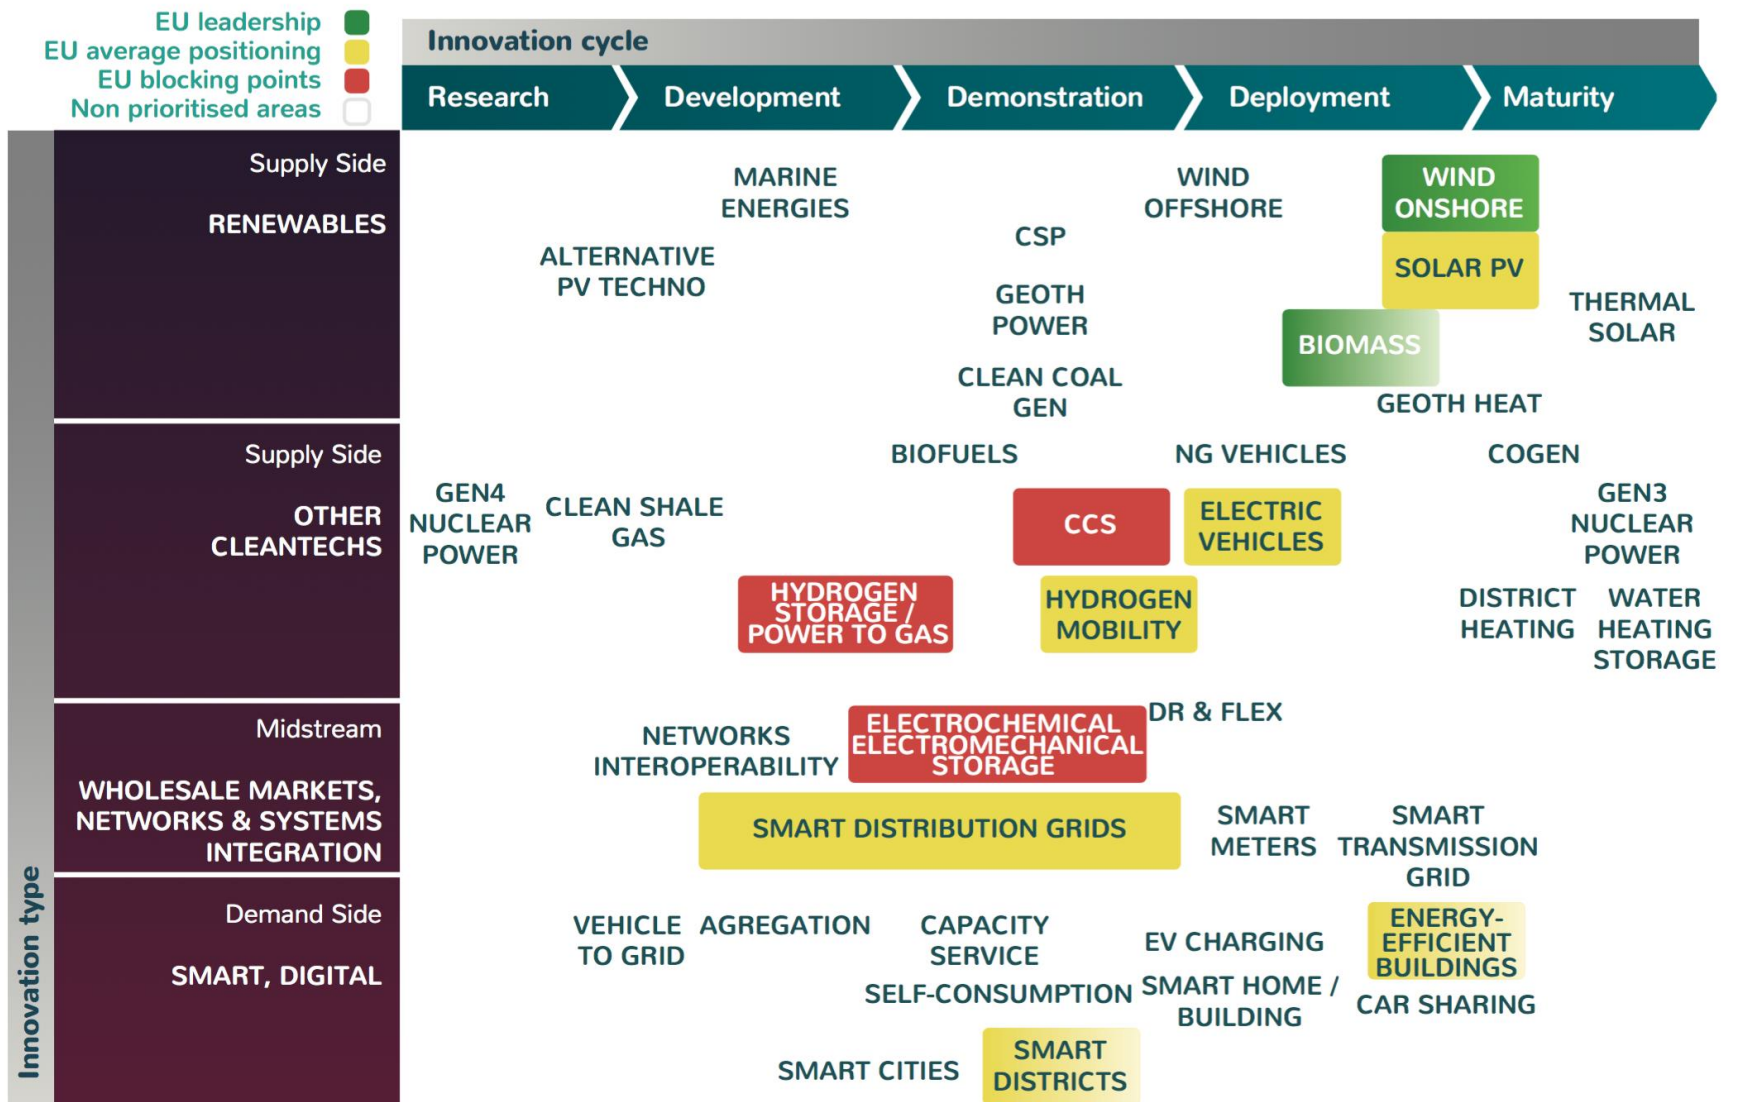 EU leadership
EU average positioning
EU blocking points
Non prioritised areas
Innovation cycle
Research
Development
Demonstration
Deployment
Maturity
Innovation type
Supply Side
RENEWABLES
MARINE
ENERGIES
WIND
OFFSHORE
WIND
ONSHORE
CSP
ALTERNATIVE
PV TECHNO
SOLAR PV
GEOTH
POWER
THERMAL
SOLAR
BIOMASS
CLEAN COAL
GEN
GEOTH HEAT
Supply Side
OTHER
CLEANTECHS
BIOFUELS
NG VEHICLES
COGEN
GEN4
NUCLEAR
POWER
CLEAN SHALE
GAS
CCS
ELECTRIC
VEHICLES
GEN3
NUCLEAR
POWER
HYDROGEN
STORAGE /
POWER TO GAS
HYDROGEN
MOBILITY
DISTRICT
HEATING
WATER
HEATING
STORAGE
Midstream
WHOLESALE MARKETS,
NETWORKS & SYSTEMS
INTEGRATION
NETWORKS
INTEROPERABILITY
ELECTROCHEMICAL
ELECTROMECHANICAL
STORAGE
DR & FLEX
SMART DISTRIBUTION GRIDS
SMART
METERS
SMART
TRANSMISSION
GRID
Demand Side
SMART, DIGITAL
VEHICLE
TO GRID
AGREGATION
CAPACITY
SERVICE
EV CHARGING
ENERGY-
EFFICIENT
BUILDINGS
SELF-CONSUMPTION
SMART HOME /
BUILDING
CAR SHARING
SMART CITIES
SMART
DISTRICTS